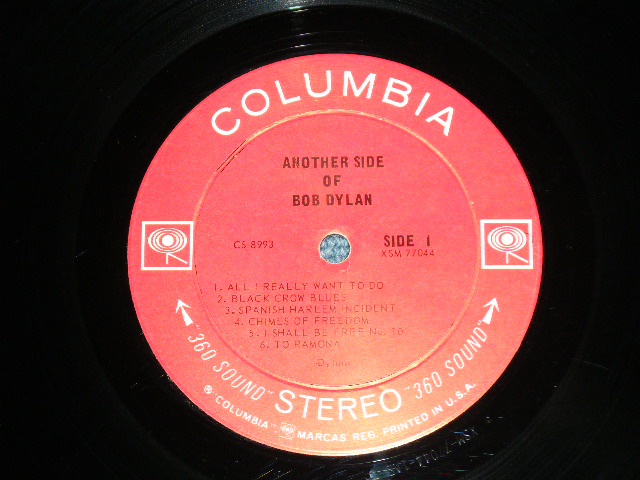 COLUMBIA
ANOTHER SIDE
OF
BOB DYLAN
CS 8993
SIDE 1
XSM 77044
1. ALL I REALLY WANT TO DO
2. BLACK CROW BLUES
3. SPANISH HARLEM INCIDENT
4. CHIMES OF FREEDOM
5. I SHALL BE FREE No. 10
6. TO RAMONA
-Dylan-
"360 SOUND" STEREO "360 SOUND"
® "COLUMBIA" MARCAS REG. PRINTED IN U.S.A.